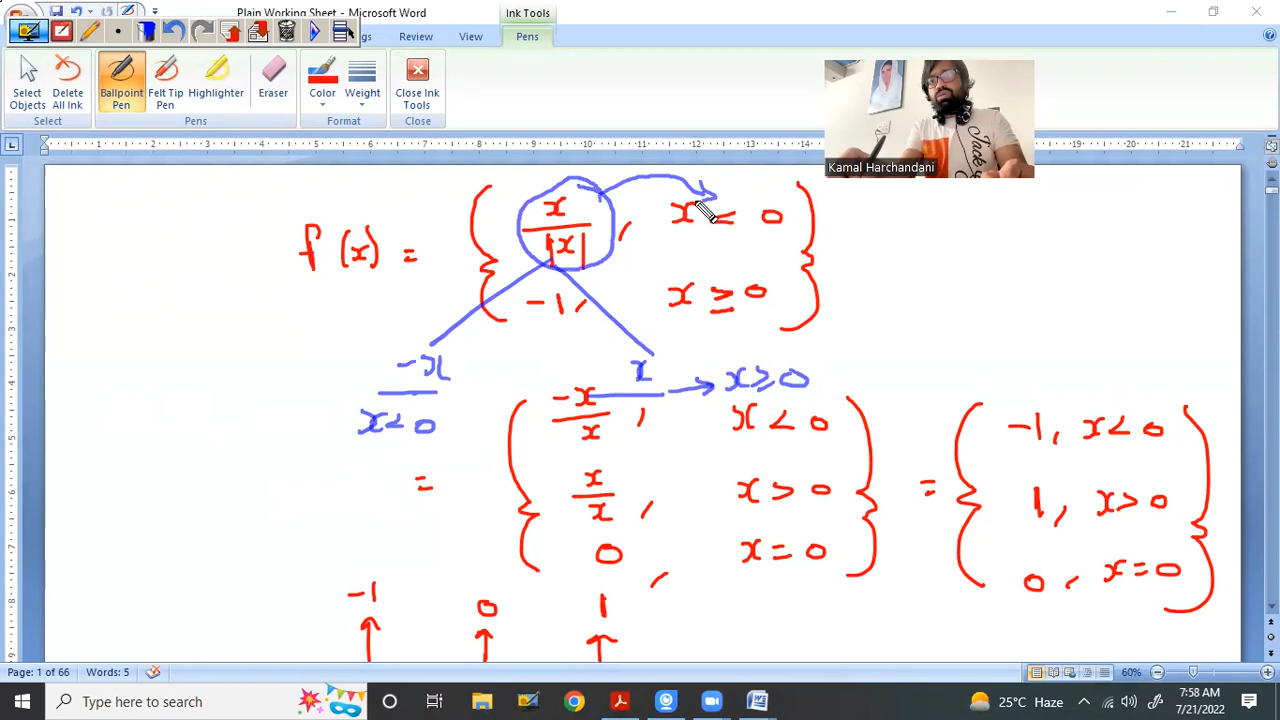 Plain Working Sheet - Microsoft Word
Ink Tools
Review View Pens
Select Objects
Delete All Ink
Ballpoint Pen
Felt Tip Pen
Highlighter
Eraser
Color
Weight
Close Ink Tools
Select
Pens
Format
Close
Kamal Harchandani
f(x) = { x/|x| , x = 0
-1, x ≥ 0 }
-x x → x ≥ 0
x < 0
= { -x/x , x < 0
x/x , x > 0
0 , x = 0 }
= { -1, x < 0
1, x > 0
0, x = 0 }
-1 0 1
Page: 1 of 66 Words: 5 60%
Type here to search
25°C Haze
7:58 AM
7/21/2022